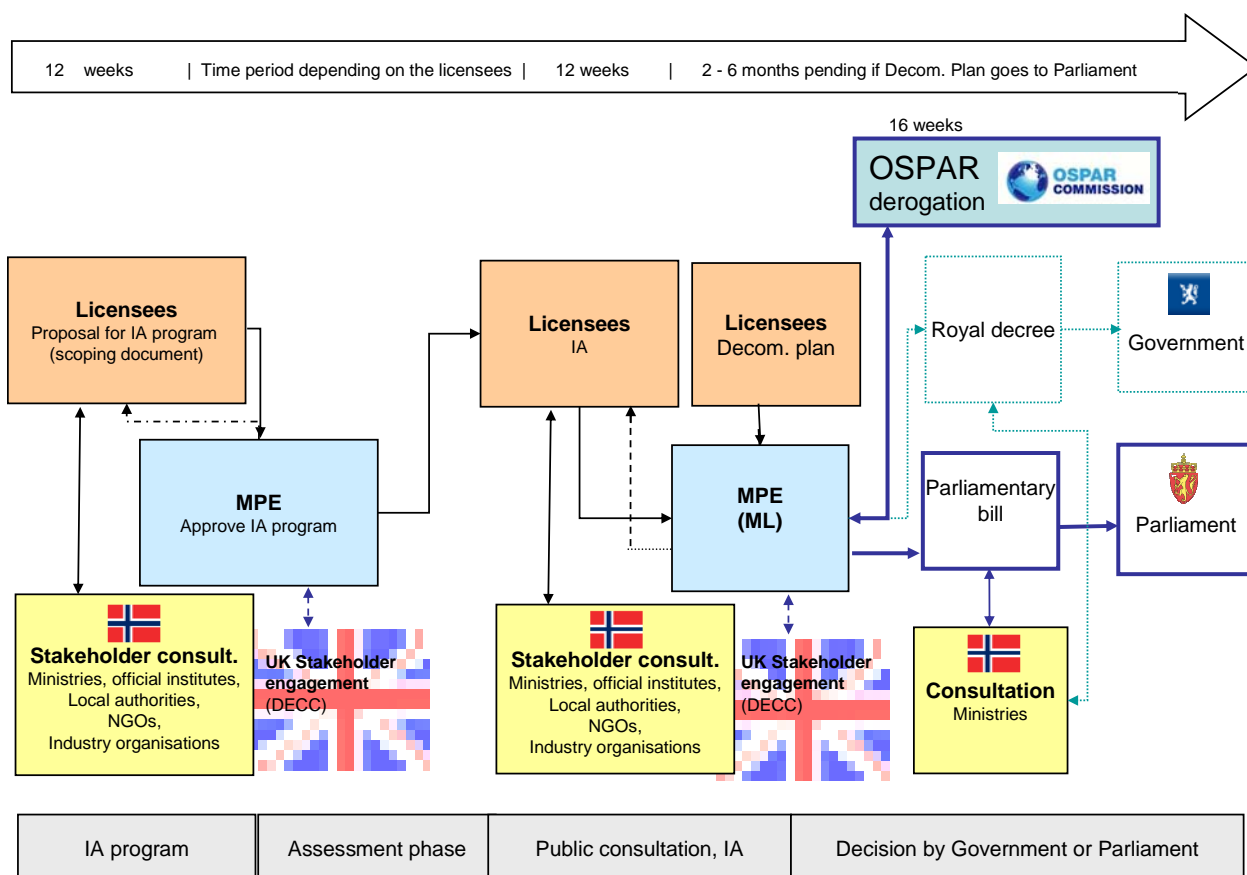 12 weeks | Time period depending on the licensees | 12 weeks | 2 - 6 months pending if Decom. Plan goes to Parliament
16 weeks
OSPAR
derogation
OSPAR
COMMISSION
Licensees
Proposal for IA program
(scoping document)
Licensees
IA
Licensees
Decom. plan
Royal decree
Government
MPE
Approve IA program
MPE
(ML)
Parliamentary
bill
Parliament
Stakeholder consult.
Ministries, official institutes,
Local authorities,
NGOs,
Industry organisations
UK Stakeholder
engagement
(DECC)
Stakeholder consult.
Ministries, official institutes,
Local authorities,
NGOs,
Industry organisations
UK Stakeholder
engagement
(DECC)
Consultation
Ministries
IA program
Assessment phase
Public consultation, IA
Decision by Government or Parliament